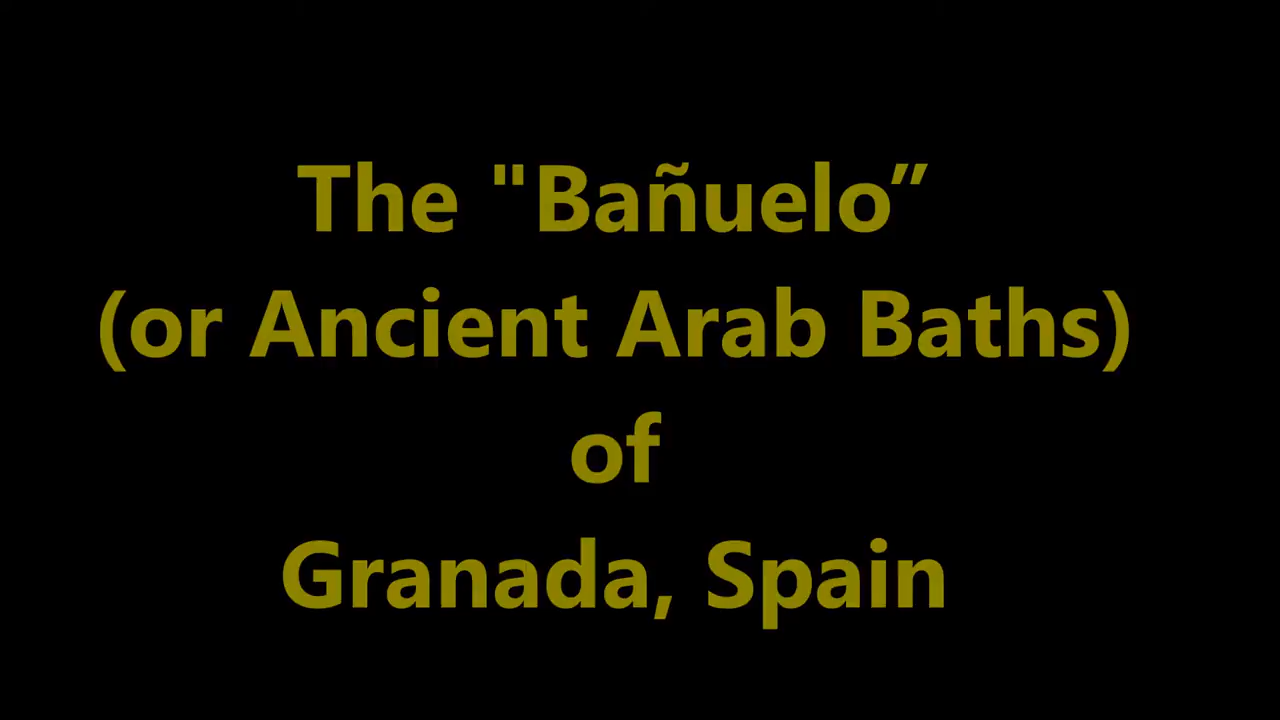 The "Bañuelo”
(or Ancient Arab Baths)
of
Granada, Spain